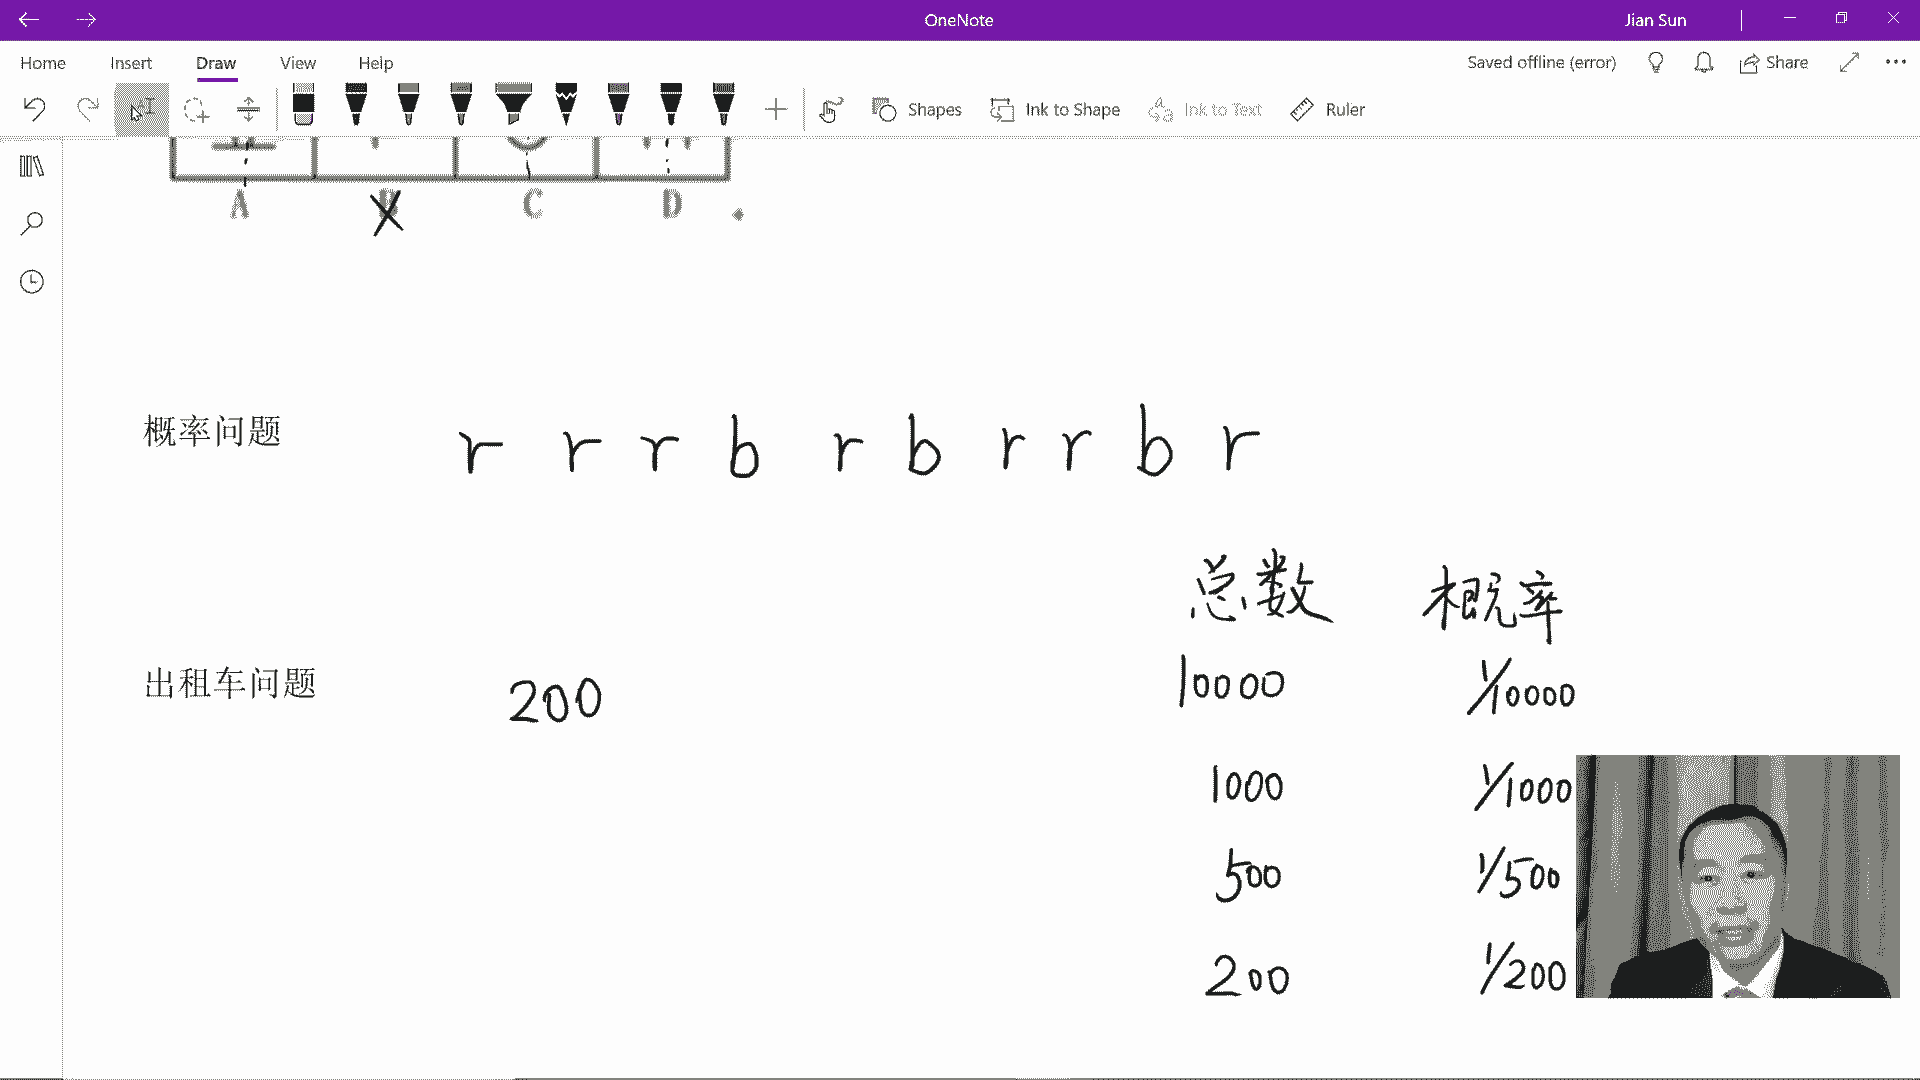 OneNote
Jian Sun
Home Insert Draw View Help
Saved offline (error) Share
Shapes Ink to Shape Ink to Text Ruler
A B C D
概率问题 r r r b r b r r b r
总数 概率
出租车问题 200 10000 1/10000
1000 1/1000
500 1/500
200 1/200